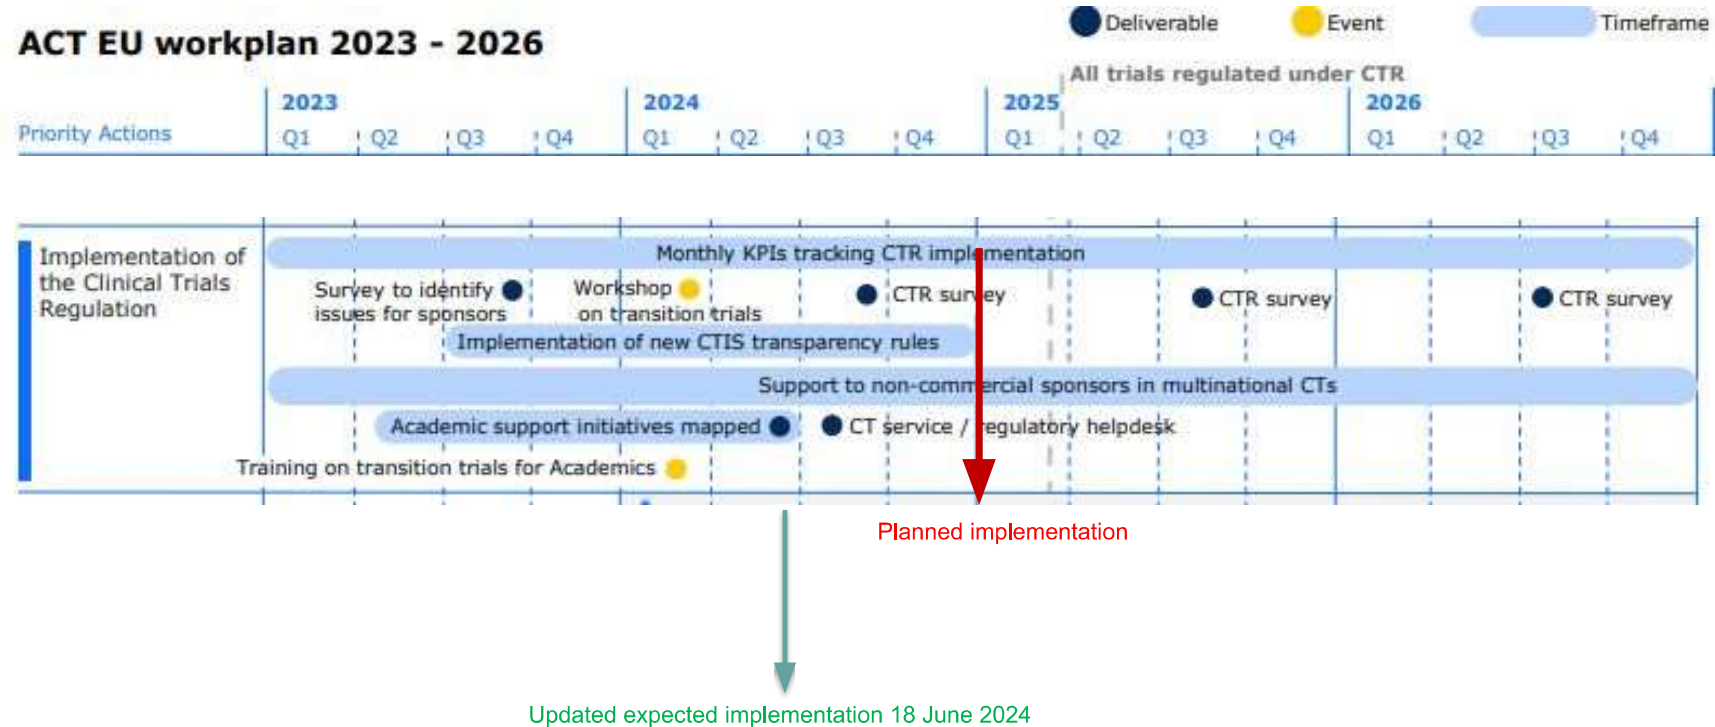 Deliverable
Event
Timeframe
ACT EU workplan 2023 - 2026
All trials regulated under CTR
2023
2024
2025
2026
Priority Actions
Q1
Q2
Q3
Q4
Q1
Q2
Q3
Q4
Q1
Q2
Q3
Q4
Q1
Q2
Q3
Q4
Implementation of
the Clinical Trials
Regulation
Monthly KPIs tracking CTR implementation
Survey to identify
issues for sponsors
Workshop
on transition trials
CTR survey
CTR survey
CTR survey
Implementation of new CTIS transparency rules
Support to non-commercial sponsors in multinational CTs
Academic support initiatives mapped
CT service / regulatory helpdesk
Training on transition trials for Academics
Planned implementation
Updated expected implementation 18 June 2024